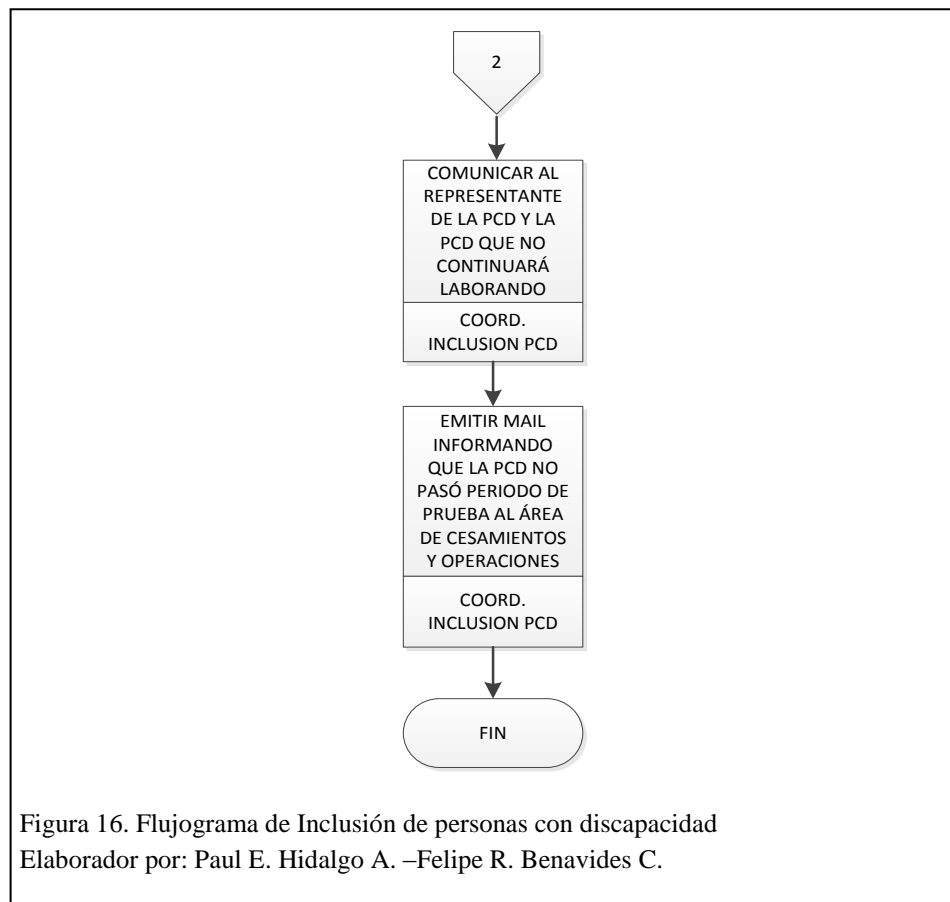 2
COMUNICAR AL
REPRESENTANTE
DE LA PCD Y LA
PCD QUE NO
CONTINUARÁ
LABORANDO
COORD.
INCLUSION PCD
EMITIR MAIL
INFORMANDO
QUE LA PCD NO
PASÓ PERIODO DE
PRUEBA AL ÁREA
DE CESAMIENTOS
Y OPERACIONES
COORD.
INCLUSION PCD
FIN
Figura 16. Flujograma de Inclusión de personas con discapacidad
Elaborador por: Paul E. Hidalgo A. –Felipe R. Benavides C.